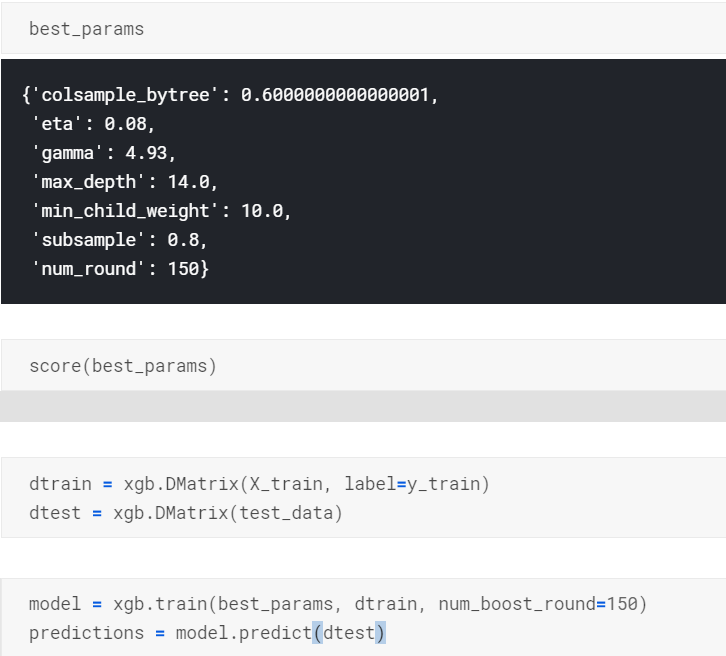 best_params
{'colsample_bytree': 0.6000000000000001,
 'eta': 0.08,
 'gamma': 4.93,
 'max_depth': 14.0,
 'min_child_weight': 10.0,
 'subsample': 0.8,
 'num_round': 150}
score(best_params)
dtrain = xgb.DMatrix(X_train, label=y_train)
dtest = xgb.DMatrix(test_data)
model = xgb.train(best_params, dtrain, num_boost_round=150)
predictions = model.predict(dtest)